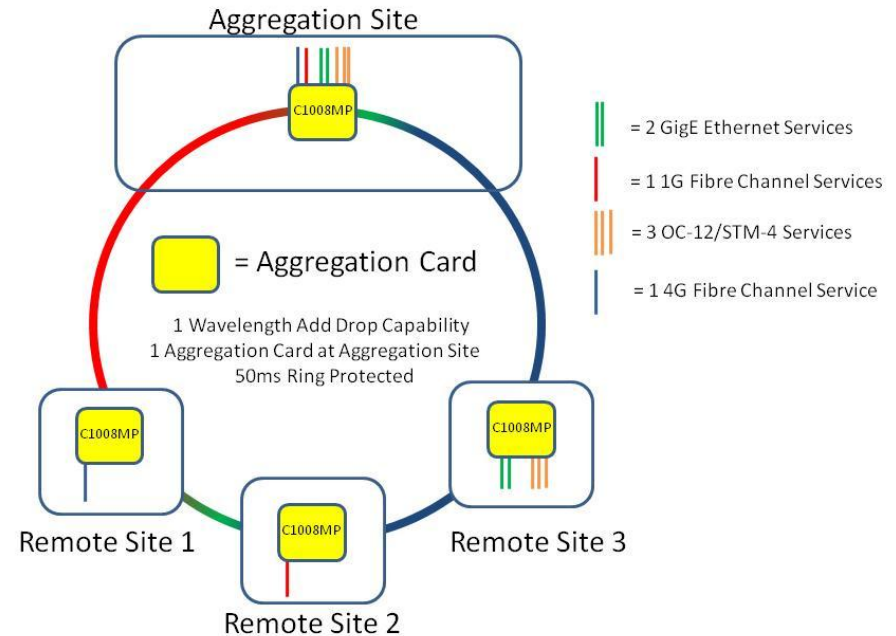 Aggregation Site
C1008MP
= 2 GigE Ethernet Services
= 1 1G Fibre Channel Services
= 3 OC-12/STM-4 Services
= 1 4G Fibre Channel Service
= Aggregation Card
1 Wavelength Add Drop Capability
1 Aggregation Card at Aggregation Site
50ms Ring Protected
C1008MP
Remote Site 1
C1008MP
Remote Site 2
C1008MP
Remote Site 3